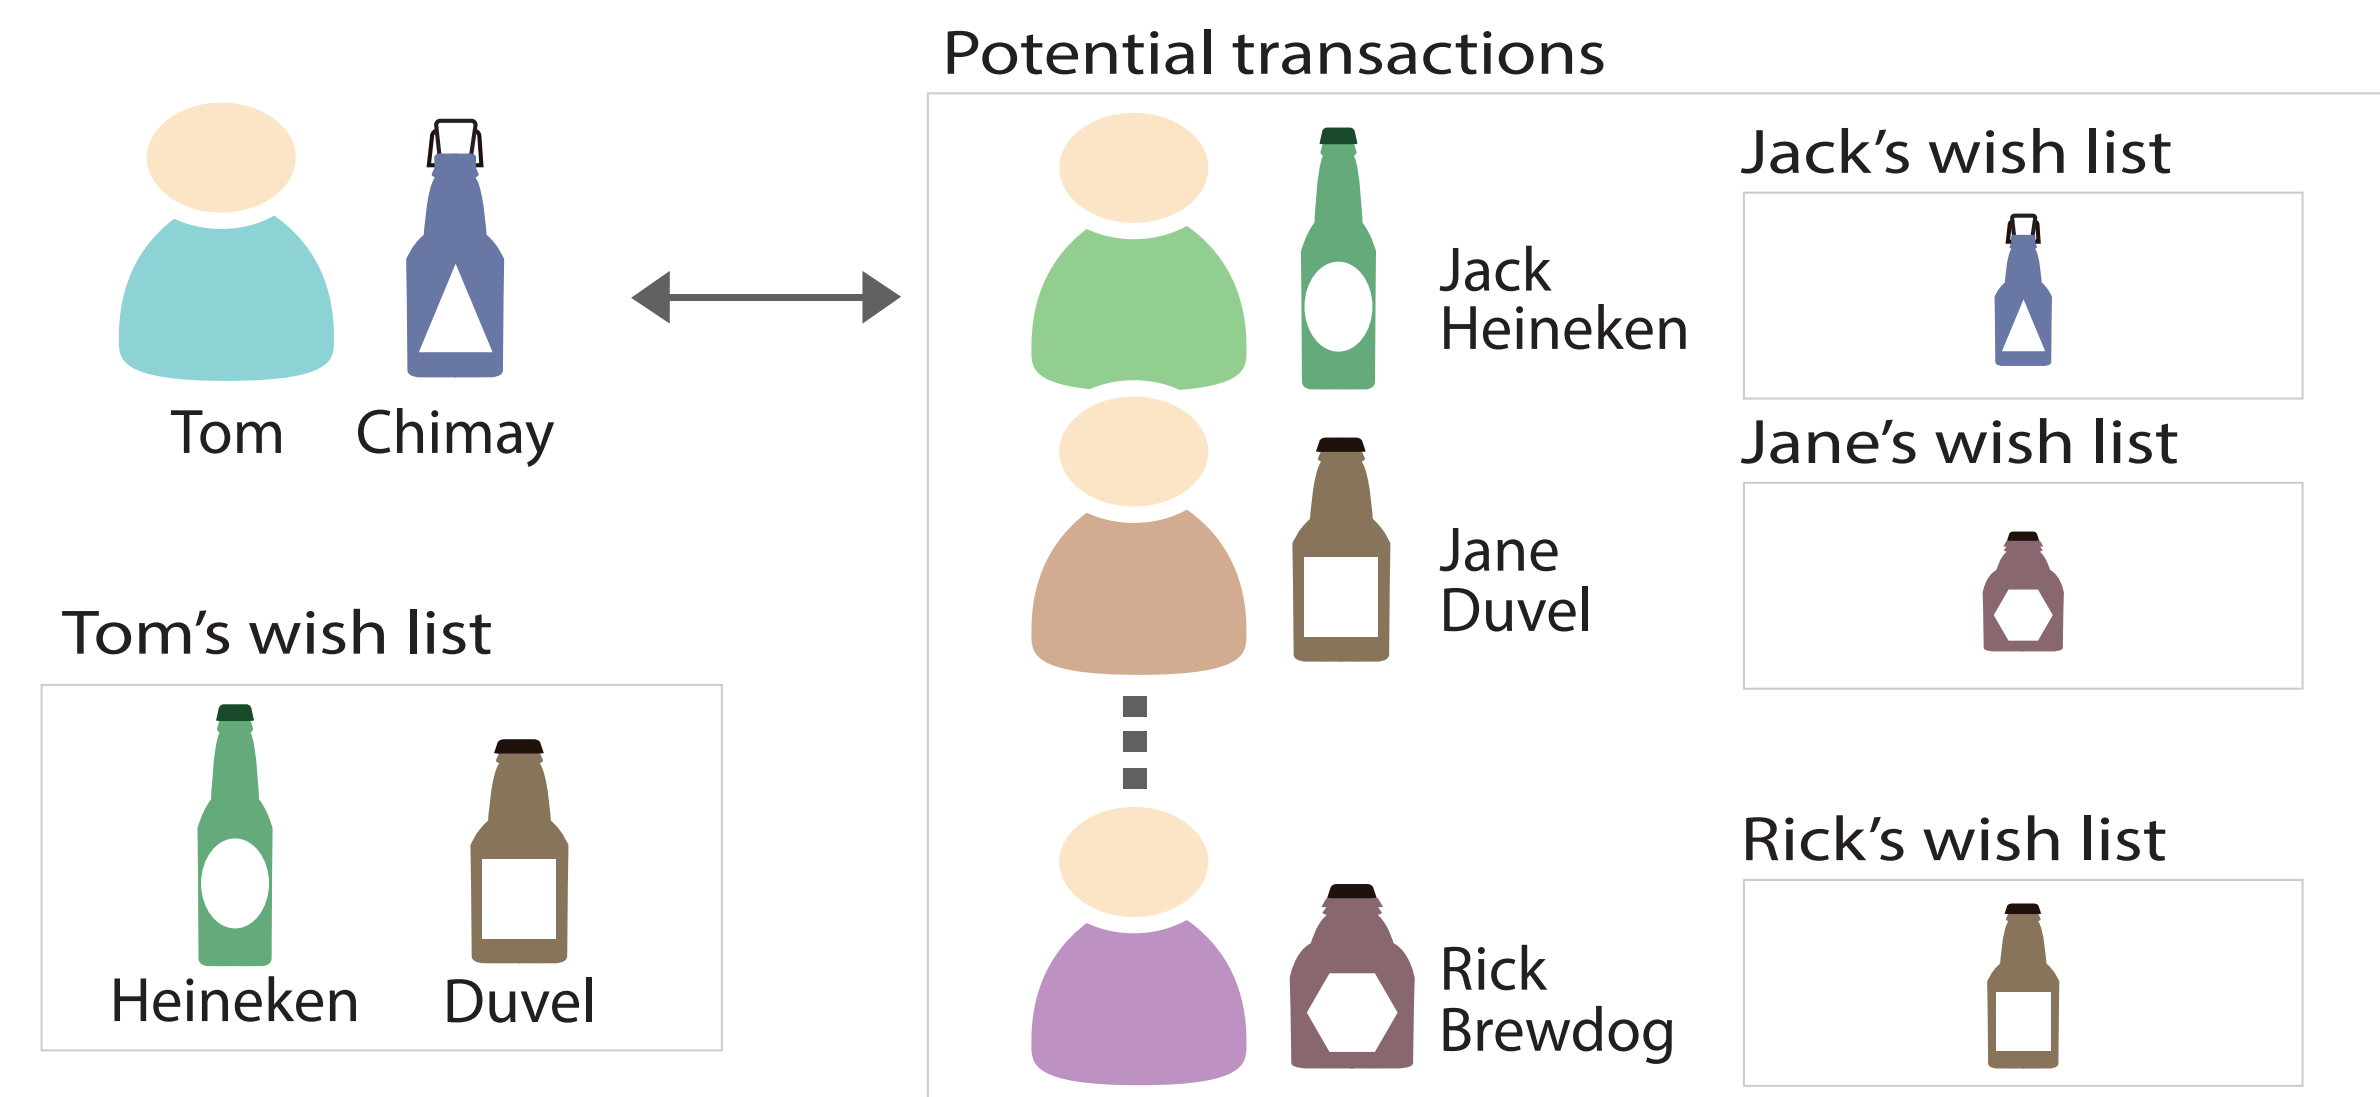 Potential transactions
Tom
Chimay
Tom's wish list
Heineken
Duvel
Jack
Heineken
Jack's wish list
Jane
Duvel
Jane's wish list
Rick
Brewdog
Rick's wish list